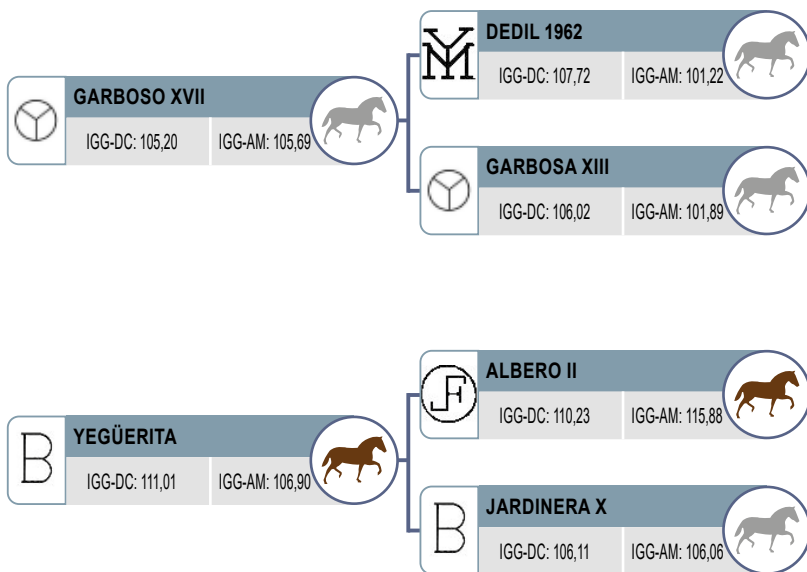 DEDIL 1962
IGG-DC: 107,72 IGG-AM: 101,22
GARBOSO XVII
IGG-DC: 105,20 IGG-AM: 105,69
GARBOSA XIII
IGG-DC: 106,02 IGG-AM: 101,89
ALBERO II
IGG-DC: 110,23 IGG-AM: 115,88
YEGÜERITA
IGG-DC: 111,01 IGG-AM: 106,90
B
JARDINERA X
IGG-DC: 106,11 IGG-AM: 106,06
B